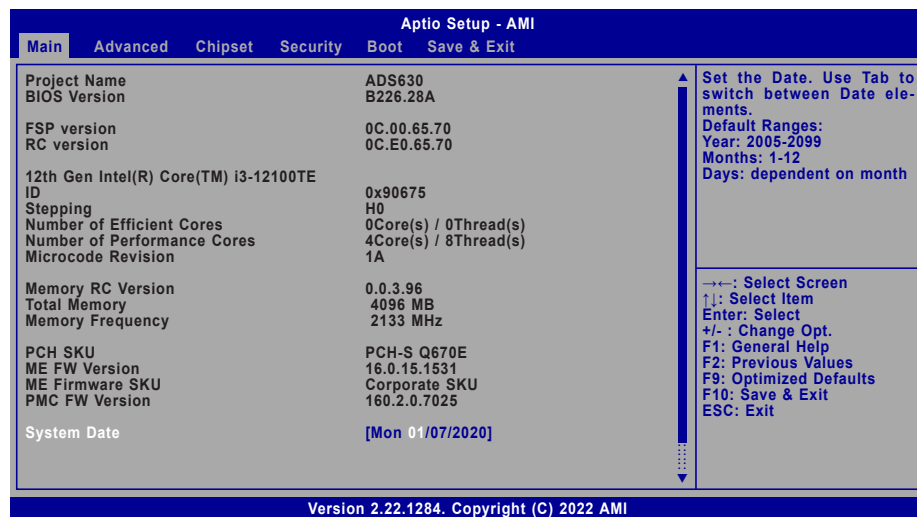 Aptio Setup - AMI
Main Advanced Chipset Security Boot Save & Exit
Project Name ADS630
BIOS Version B226.28A
FSP version 0C.00.65.70
RC version 0C.E0.65.70
12th Gen Intel(R) Core(TM) i3-12100TE
ID 0x90675
Stepping H0
Number of Efficient Cores 0Core(s) / 0Thread(s)
Number of Performance Cores 4Core(s) / 8Thread(s)
Microcode Revision 1A
Memory RC Version 0.0.3.96
Total Memory 4096 MB
Memory Frequency 2133 MHz
PCH SKU PCH-S Q670E
ME FW Version 16.0.15.1531
ME Firmware SKU Corporate SKU
PMC FW Version 160.2.0.7025
System Date [Mon 01/07/2020]
Set the Date. Use Tab to
switch between Date ele-
ments.
Default Ranges:
Year: 2005-2099
Months: 1-12
Days: dependent on month
→←: Select Screen
↑↓: Select Item
Enter: Select
+/- : Change Opt.
F1: General Help
F2: Previous Values
F9: Optimized Defaults
F10: Save & Exit
ESC: Exit
Version 2.22.1284. Copyright (C) 2022 AMI